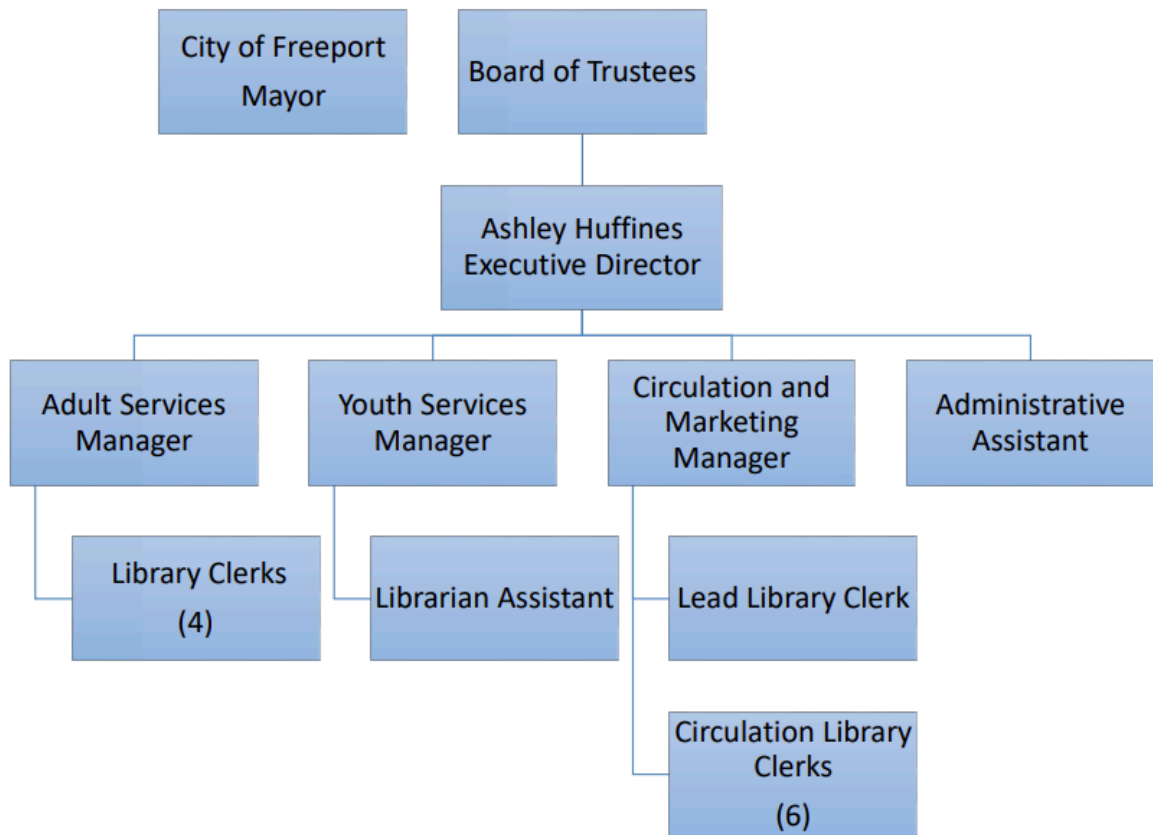 City of Freeport
Mayor
Board of Trustees
Ashley Huffines
Executive Director
Adult Services
Manager
Youth Services
Manager
Circulation and
Marketing
Manager
Administrative
Assistant
Library Clerks
(4)
Librarian Assistant
Lead Library Clerk
Circulation Library
Clerks
(6)